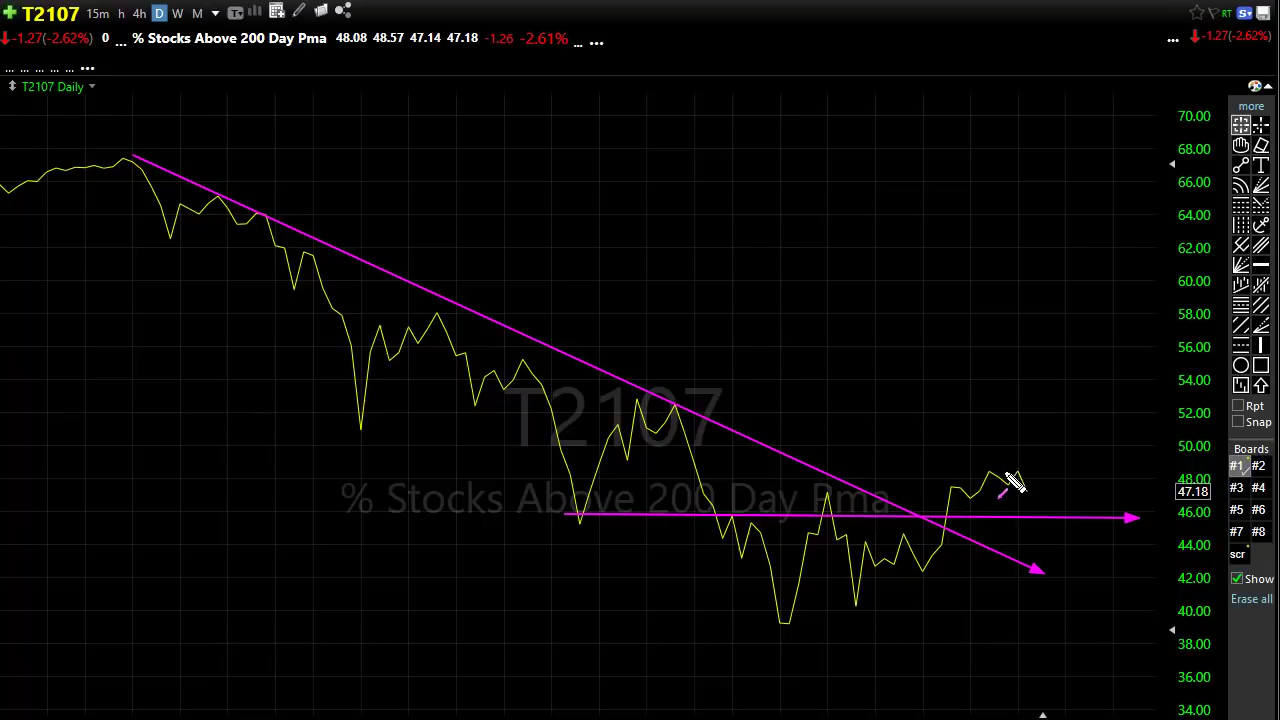 T2107 15m h 4h D W M T RT S
-1.27(-2.62%) 0 ... % Stocks Above 200 Day Pma 48.08 48.57 47.14 47.18 -1.26 -2.61% ... ... ... -1.27(-2.62%)
... ... ... ... ... ...
T2107 Daily
more
70.00
68.00
66.00
64.00
62.00
60.00
58.00
56.00
54.00
52.00
50.00
48.00
47.18
46.00
44.00
42.00
40.00
38.00
36.00
34.00
T2107
% Stocks Above 200 Day Pma
T
Rpt
Snap
Boards
#1 #2
#3 #4
#5 #6
#7 #8
scr
Show
Erase all